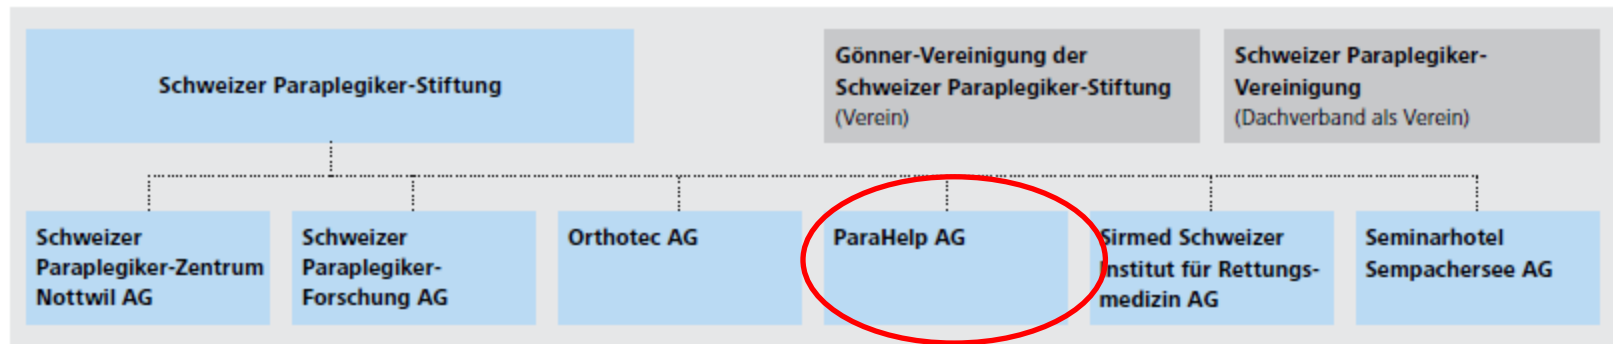 Schweizer Paraplegiker-Stiftung
Gönner-Vereinigung der
Schweizer Paraplegiker-Stiftung
(Verein)
Schweizer Paraplegiker-
Vereinigung
(Dachverband als Verein)
Schweizer
Paraplegiker-Zentrum
Nottwil AG
Schweizer
Paraplegiker-
Forschung AG
Orthotec AG
ParaHelp AG
Sirmed Schweizer
Institut für Rettungs-
medizin AG
Seminarhotel
Sempachersee AG